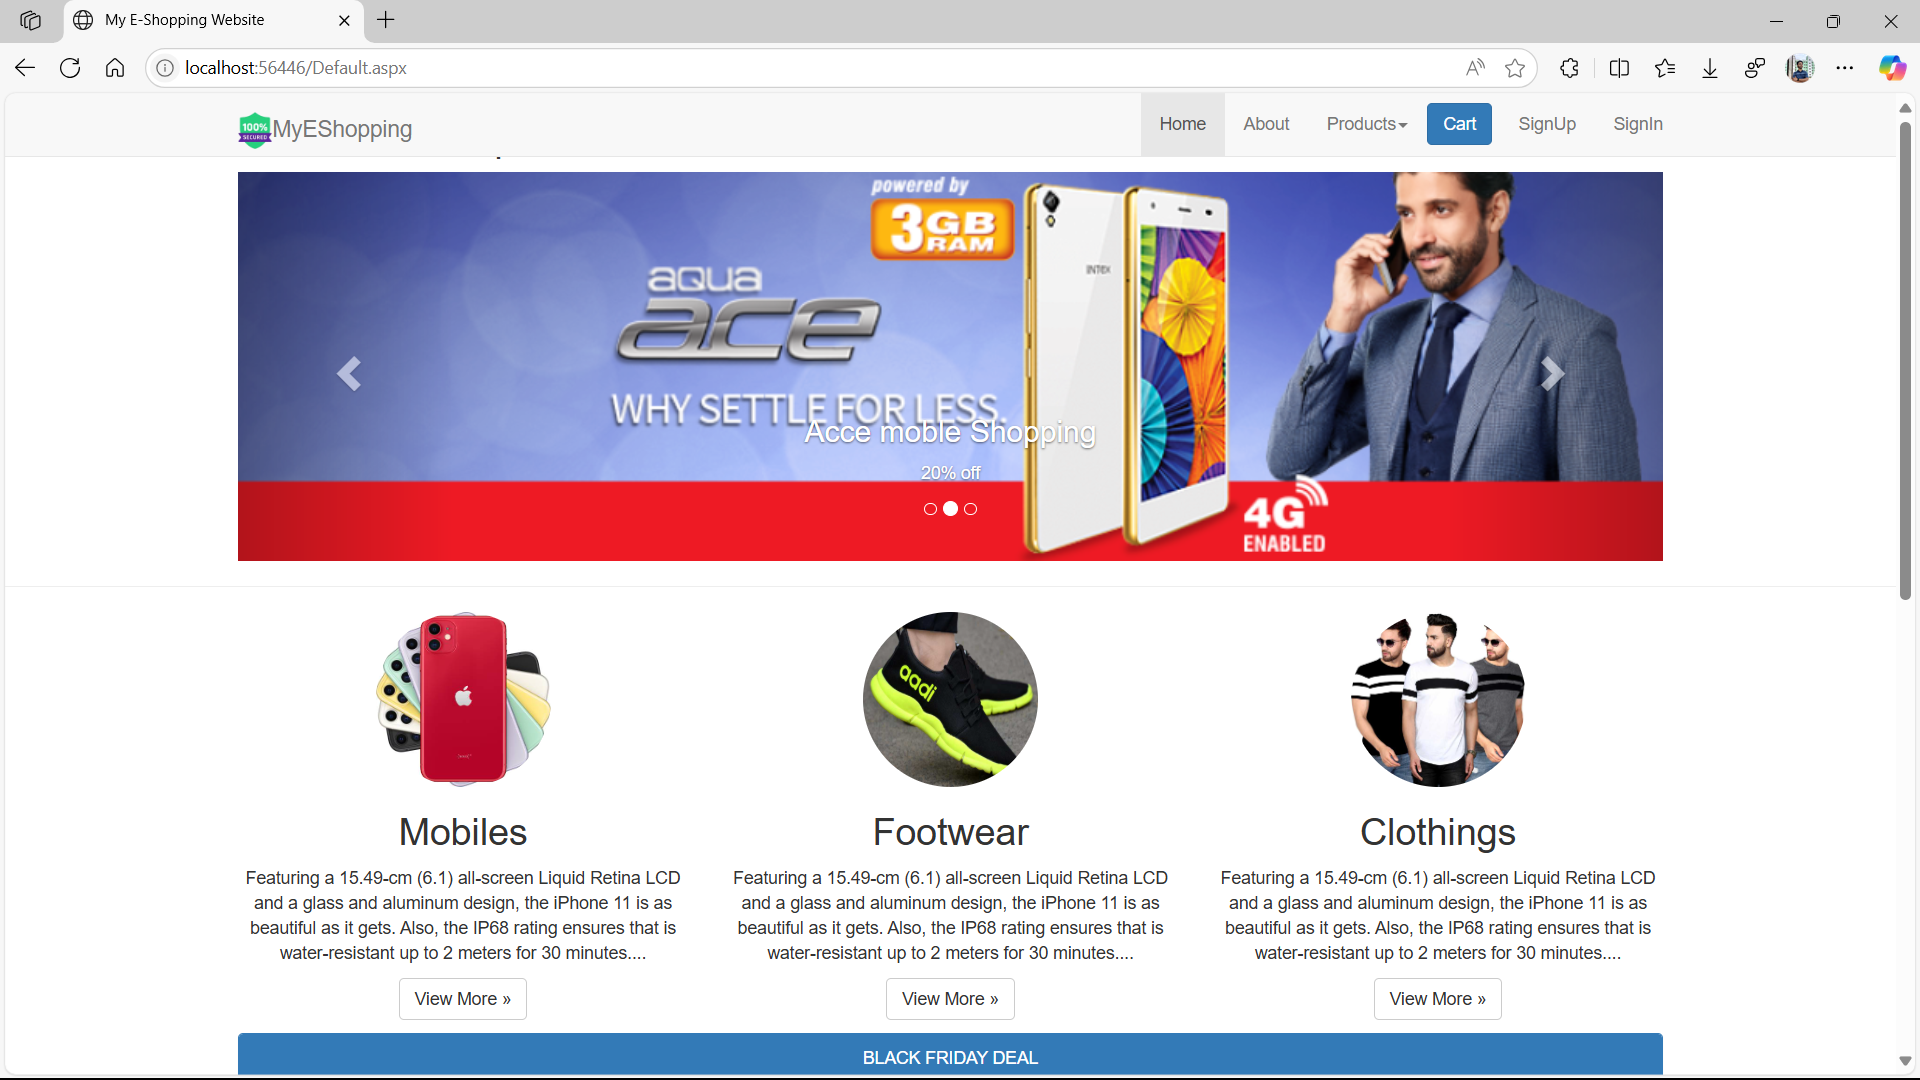 My E-Shopping Website
localhost:56446/Default.aspx
100%
SECURED
MyEShopping
Home
About
Products
Cart
SignUp
SignIn
powered by
3GB
RAM
aqua
ace
WHY SETTLE FOR LESS.
INTEX
Acce moble Shopping
20% off
4G
ENABLED
aadi
Mobiles
Featuring a 15.49-cm (6.1) all-screen Liquid Retina LCD
and a glass and aluminum design, the iPhone 11 is as
beautiful as it gets. Also, the IP68 rating ensures that is
water-resistant up to 2 meters for 30 minutes....
View More »
Footwear
Featuring a 15.49-cm (6.1) all-screen Liquid Retina LCD
and a glass and aluminum design, the iPhone 11 is as
beautiful as it gets. Also, the IP68 rating ensures that is
water-resistant up to 2 meters for 30 minutes....
View More »
Clothings
Featuring a 15.49-cm (6.1) all-screen Liquid Retina LCD
and a glass and aluminum design, the iPhone 11 is as
beautiful as it gets. Also, the IP68 rating ensures that is
water-resistant up to 2 meters for 30 minutes....
View More »
BLACK FRIDAY DEAL